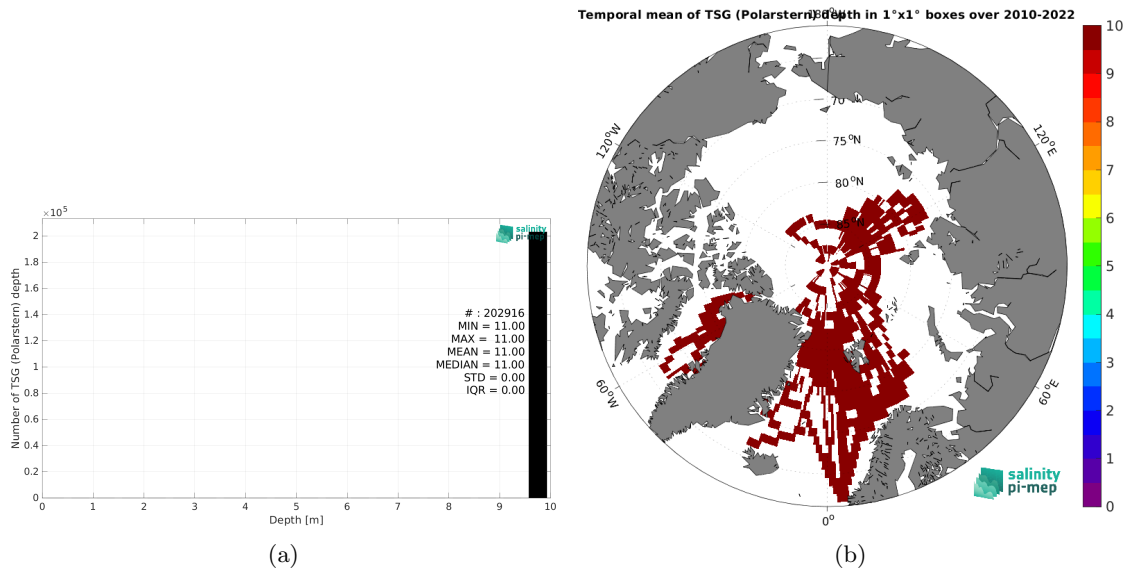 ×10⁵
2
1.8
1.6
1.4
1.2
1
0.8
0.6
0.4
0.2
0
Number of TSG (Polarstern) depth
salinity
pi-mep
# : 202916
MIN = 11.00
MAX = 11.00
MEAN = 11.00
MEDIAN = 11.00
STD = 0.00
IQR = 0.00
0 1 2 3 4 5 6 7 8 9 10
Depth [m]
(a)
Temporal mean of TSG (Polarstern) depth in 1°x1° boxes over 2010-2022
180°W
120°W
120°E
70°N
75°N
80°N
85°N
60°W
60°E
0°
salinity
pi-mep
10
9
8
7
6
5
4
3
2
1
0
(b)